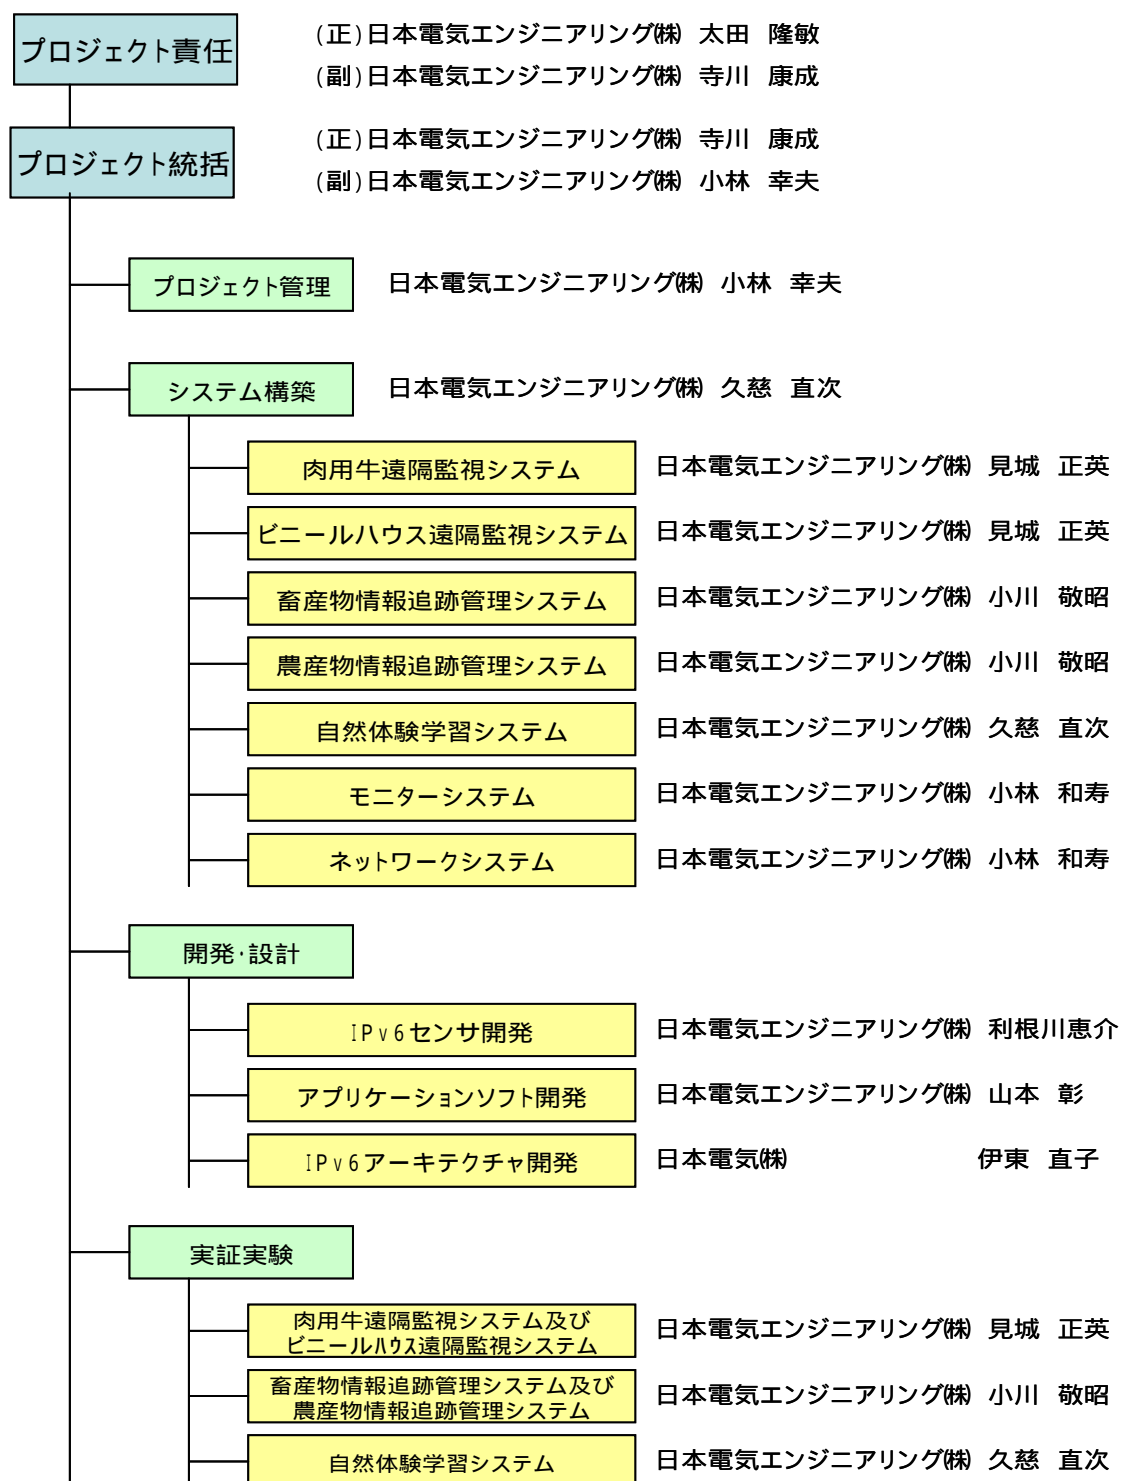 プロジェクト責任
(正)日本電気エンジニアリング㈱ 太田 隆敏
(副)日本電気エンジニアリング㈱ 寺川 康成
プロジェクト統括
(正)日本電気エンジニアリング㈱ 寺川 康成
(副)日本電気エンジニアリング㈱ 小林 幸夫
プロジェクト管理 日本電気エンジニアリング㈱ 小林 幸夫
システム構築 日本電気エンジニアリング㈱ 久慈 直次
肉用牛遠隔監視システム 日本電気エンジニアリング㈱ 見城 正英
ビニールハウス遠隔監視システム 日本電気エンジニアリング㈱ 見城 正英
畜産物情報追跡管理システム 日本電気エンジニアリング㈱ 小川 敬昭
農産物情報追跡管理システム 日本電気エンジニアリング㈱ 小川 敬昭
自然体験学習システム 日本電気エンジニアリング㈱ 久慈 直次
モニターシステム 日本電気エンジニアリング㈱ 小林 和寿
ネットワークシステム 日本電気エンジニアリング㈱ 小林 和寿
開発・設計
IPv6センサ開発 日本電気エンジニアリング㈱ 利根川恵介
アプリケーションソフト開発 日本電気エンジニアリング㈱ 山本 彰
IPv6アーキテクチャ開発 日本電気㈱ 伊東 直子
実証実験
肉用牛遠隔監視システム及び
ビニールハウス遠隔監視システム 日本電気エンジニアリング㈱ 見城 正英
畜産物情報追跡管理システム及び
農産物情報追跡管理システム 日本電気エンジニアリング㈱ 小川 敬昭
自然体験学習システム 日本電気エンジニアリング㈱ 久慈 直次